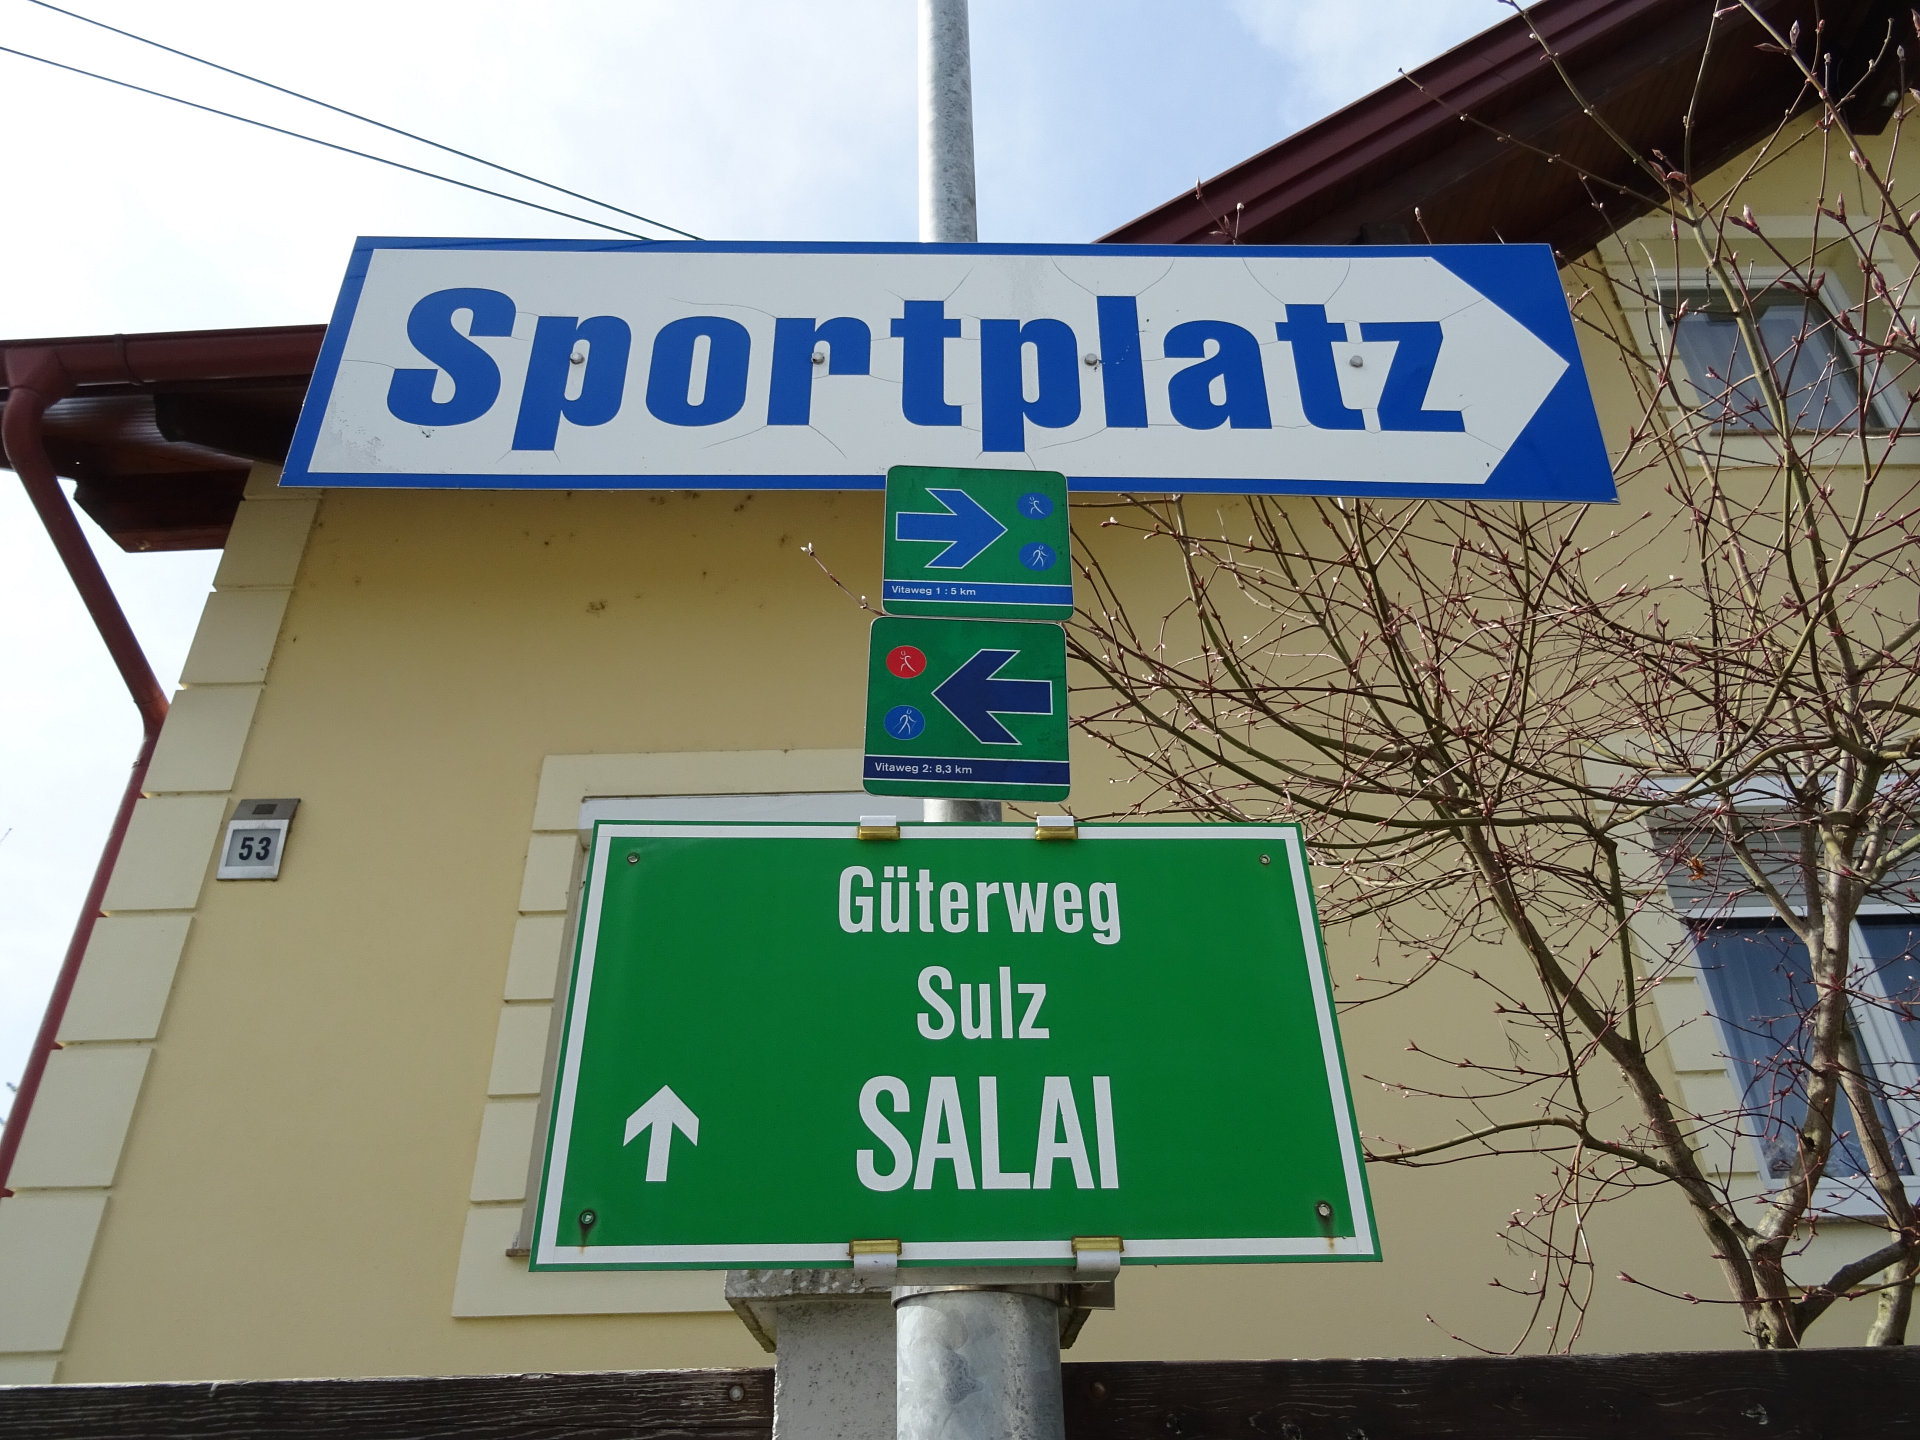 Sportplatz
Vitaweg 1 : 5 km
Vitaweg 2: 8,3 km
53
Güterweg
Sulz
SALAI